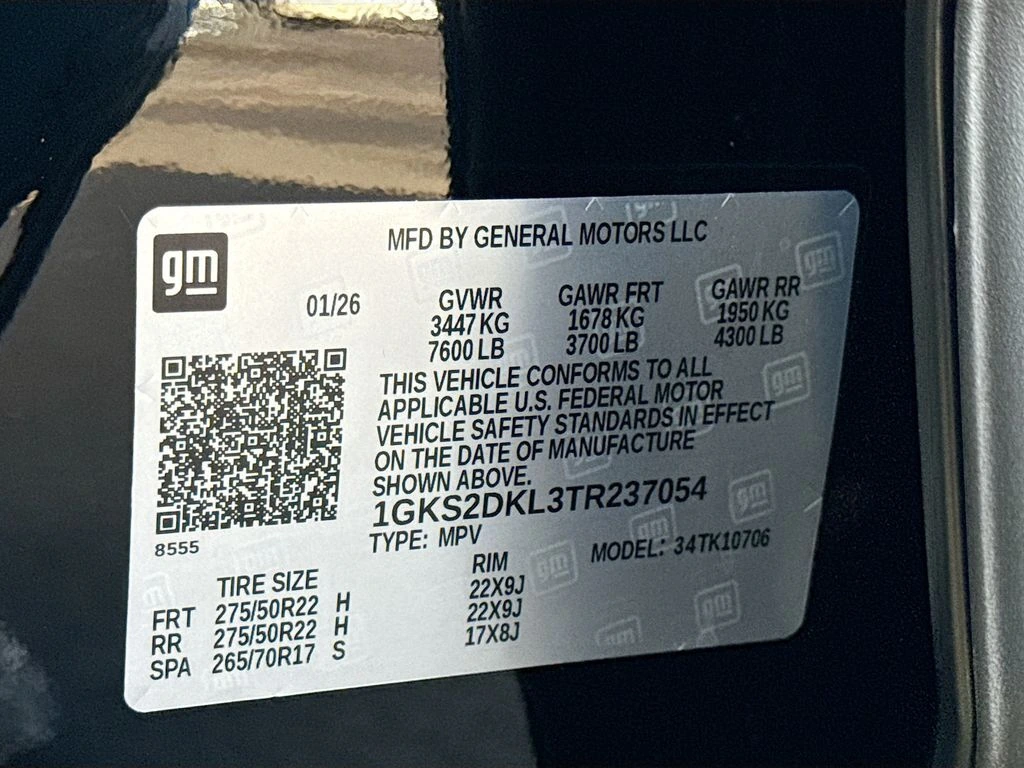 gm
MFD BY GENERAL MOTORS LLC
01/26
GVWR GAWR FRT GAWR RR
3447 KG 1678 KG 1950 KG
7600 LB 3700 LB 4300 LB
THIS VEHICLE CONFORMS TO ALL
APPLICABLE U.S. FEDERAL MOTOR
VEHICLE SAFETY STANDARDS IN EFFECT
ON THE DATE OF MANUFACTURE
SHOWN ABOVE.
1GKS2DKL3TR237054
TYPE: MPV MODEL: 34TK10706
8555
TIRE SIZE RIM
FRT 275/50R22 H 22X9J
RR 275/50R22 H 22X9J
SPA 265/70R17 S 17X8J